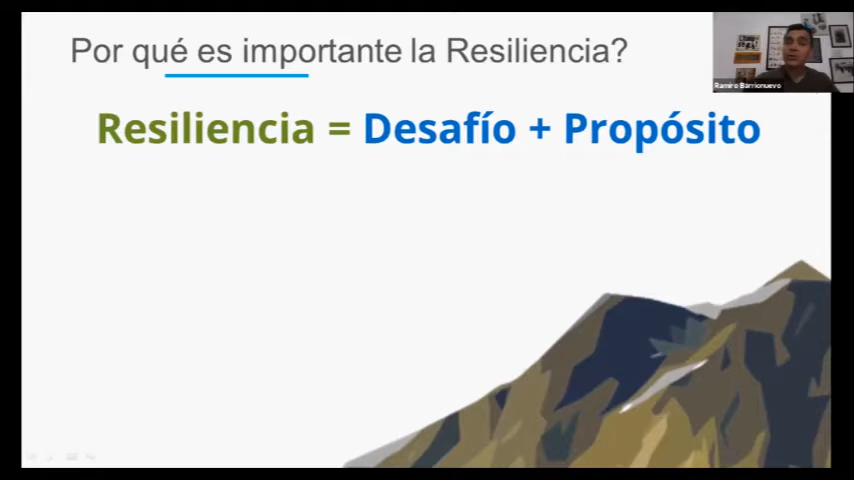 Por qué es importante la Resiliencia?
Resiliencia = Desafío + Propósito
Ramiro Barrionuevo